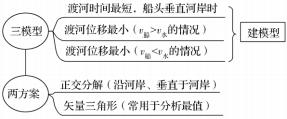 三模型
渡河时间最短，船头垂直河岸时
渡河位移最小（v船>v水的情况）
渡河位移最小（v船<v水的情况）
建模型
两方案
正交分解（沿河岸、垂直于河岸）
矢量三角形（常用于分析最值）